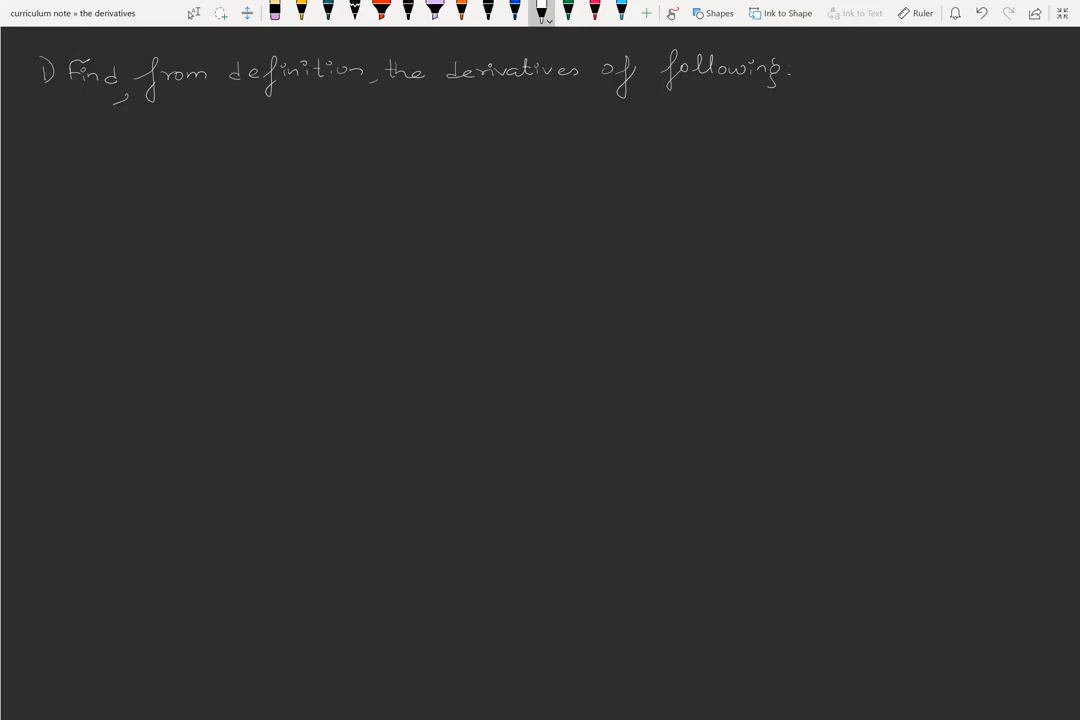 curriculum note » the derivatives
Shapes
Ink to Shape
Ink to Text
Ruler
1) Find, from definition, the derivatives of following: